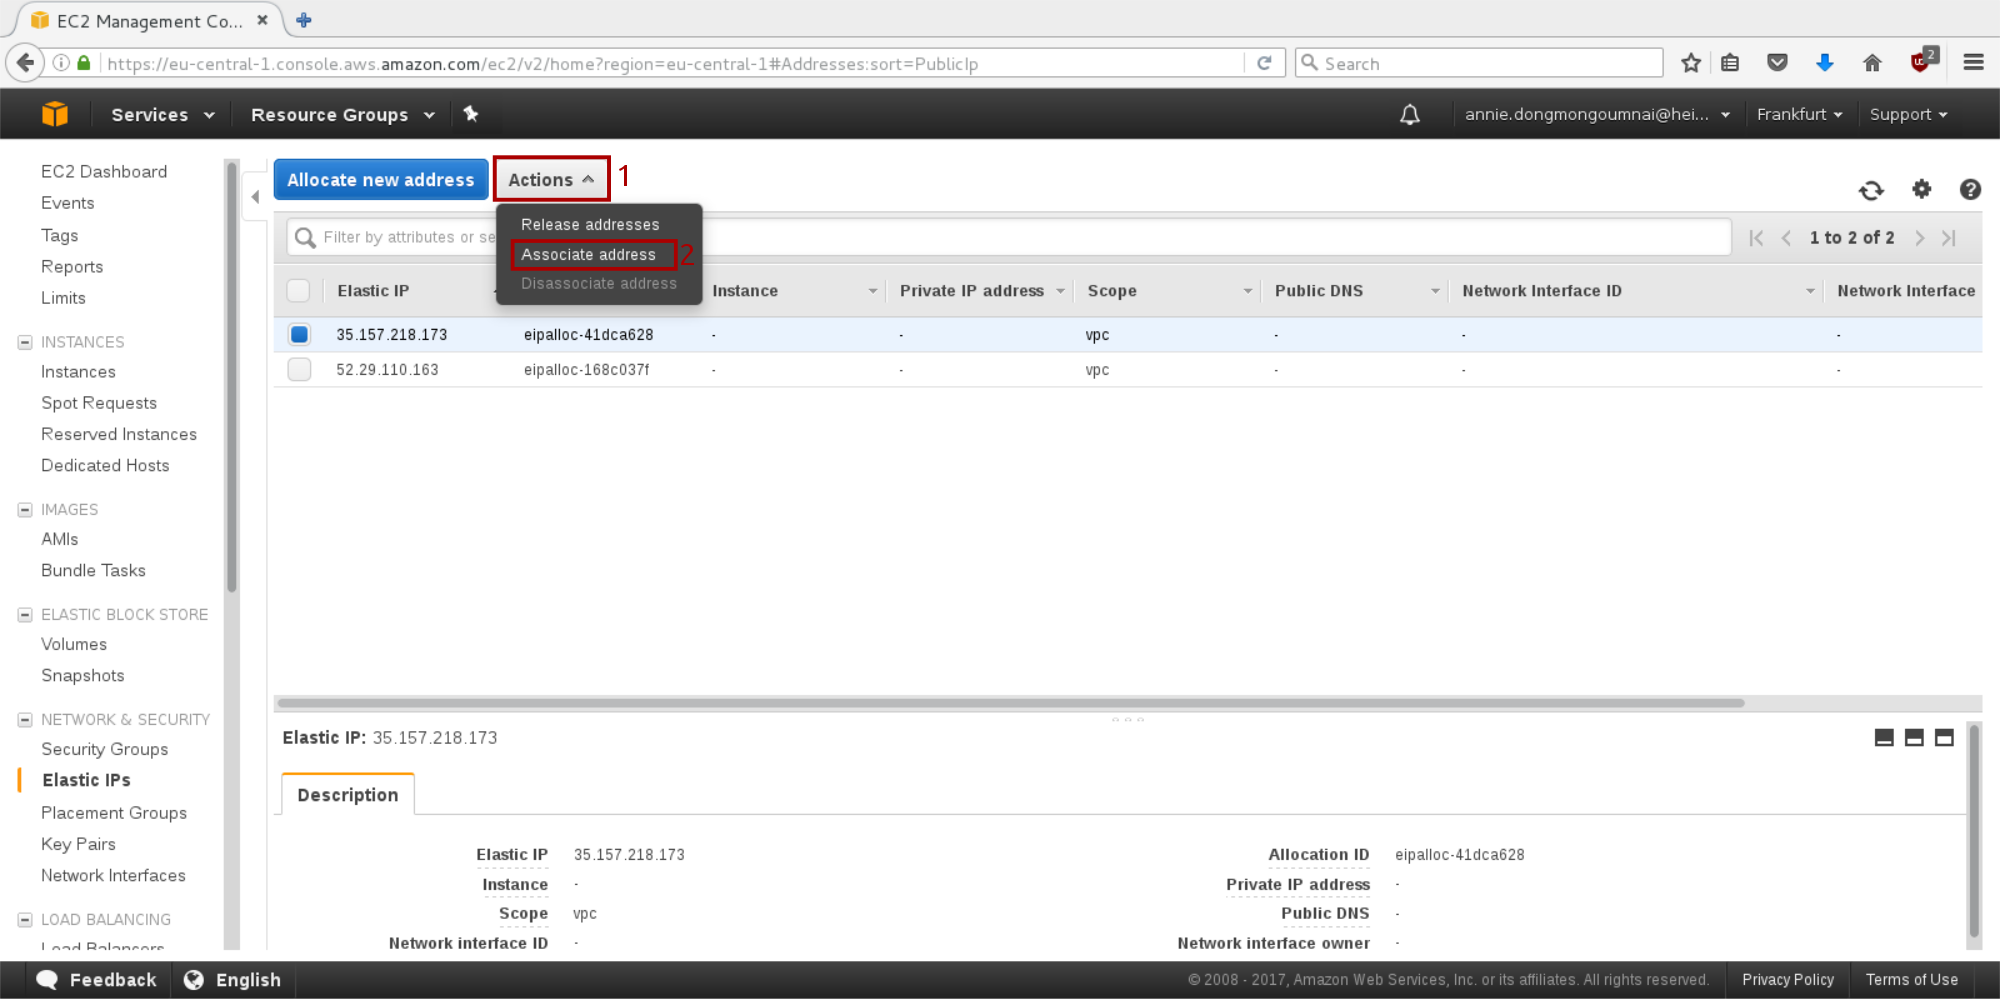 EC2 Management Co...
https://eu-central-1.console.aws.amazon.com/ec2/v2/home?region=eu-central-1#Addresses:sort=PublicIp
Search
2
Services
Resource Groups
annie.dongmongoumnai@hei...
Frankfurt
Support
EC2 Dashboard
Events
Tags
Reports
Limits
INSTANCES
Instances
Spot Requests
Reserved Instances
Dedicated Hosts
IMAGES
AMIs
Bundle Tasks
ELASTIC BLOCK STORE
Volumes
Snapshots
NETWORK & SECURITY
Security Groups
Elastic IPs
Placement Groups
Key Pairs
Network Interfaces
LOAD BALANCING
Load Balancers
Allocate new address
Actions
1
Release addresses
Associate address
2
Disassociate address
Filter by attributes or se
1 to 2 of 2
Elastic IP Instance Private IP address Scope Public DNS Network Interface ID Network Interface
35.157.218.173 eipalloc-41dca628 - - vpc - - -
52.29.110.163 eipalloc-168c037f - - vpc - - -
Elastic IP: 35.157.218.173
Description
Elastic IP 35.157.218.173 Allocation ID eipalloc-41dca628
Instance - Private IP address -
Scope vpc Public DNS -
Network interface ID - Network interface owner -
Feedback
English
© 2008 - 2017, Amazon Web Services, Inc. or its affiliates. All rights reserved.
Privacy Policy
Terms of Use